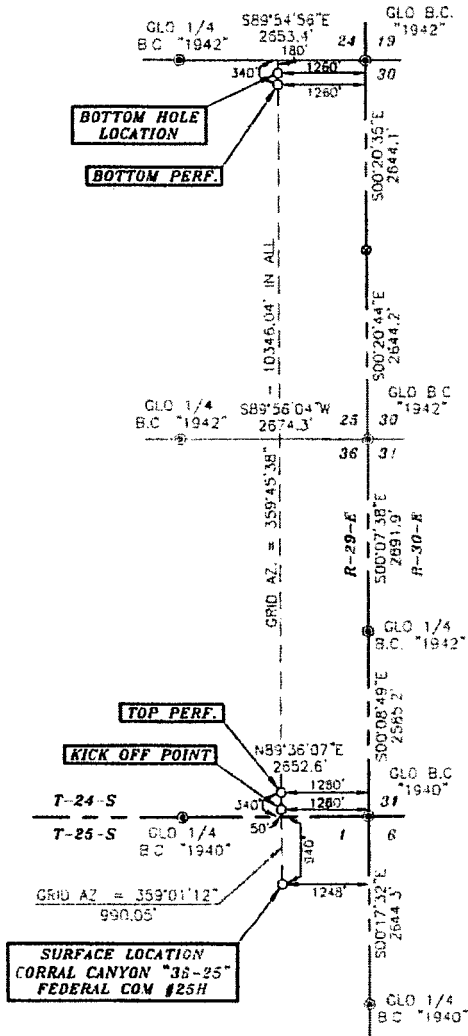 GLO 1/4
B.C. "1942"
S89°54'56"E
2653.4'
24 19
GLO B.C.
"1942"
180'
340'
1260'
30
1260'
BOTTOM HOLE
LOCATION
BOTTOM PERF.
S00°20'35"E
2644.1'
S00°20'44"E
2644.2'
GRID AZ. = 359°45'38" - 10346.04' IN ALL
GLO 1/4
B.C "1942"
S89°56'04"W
2674.3'
25 30
GLO B.C
"1942"
36 31
R-29-E
S00°07'38"E
2691.9'
R-30-E
GLO 1/4
B.C. "1942"
S00°08'49"E
2585.2'
TOP PERF.
KICK OFF POINT
N89°36'07"E
2652.6'
GLO B.C
"1940"
1280'
340'
1260'
31
50'
T-24-S
T-25-S
GLO 1/4
B.C "1940"
1 6
940'
GRID AZ = 359°01'12"
990.05'
1248'
S00°17'32"E
2644.3'
SURFACE LOCATION
CORRAL CANYON "36-25"
FEDERAL COM #25H
GLO 1/4
B.C "1940"